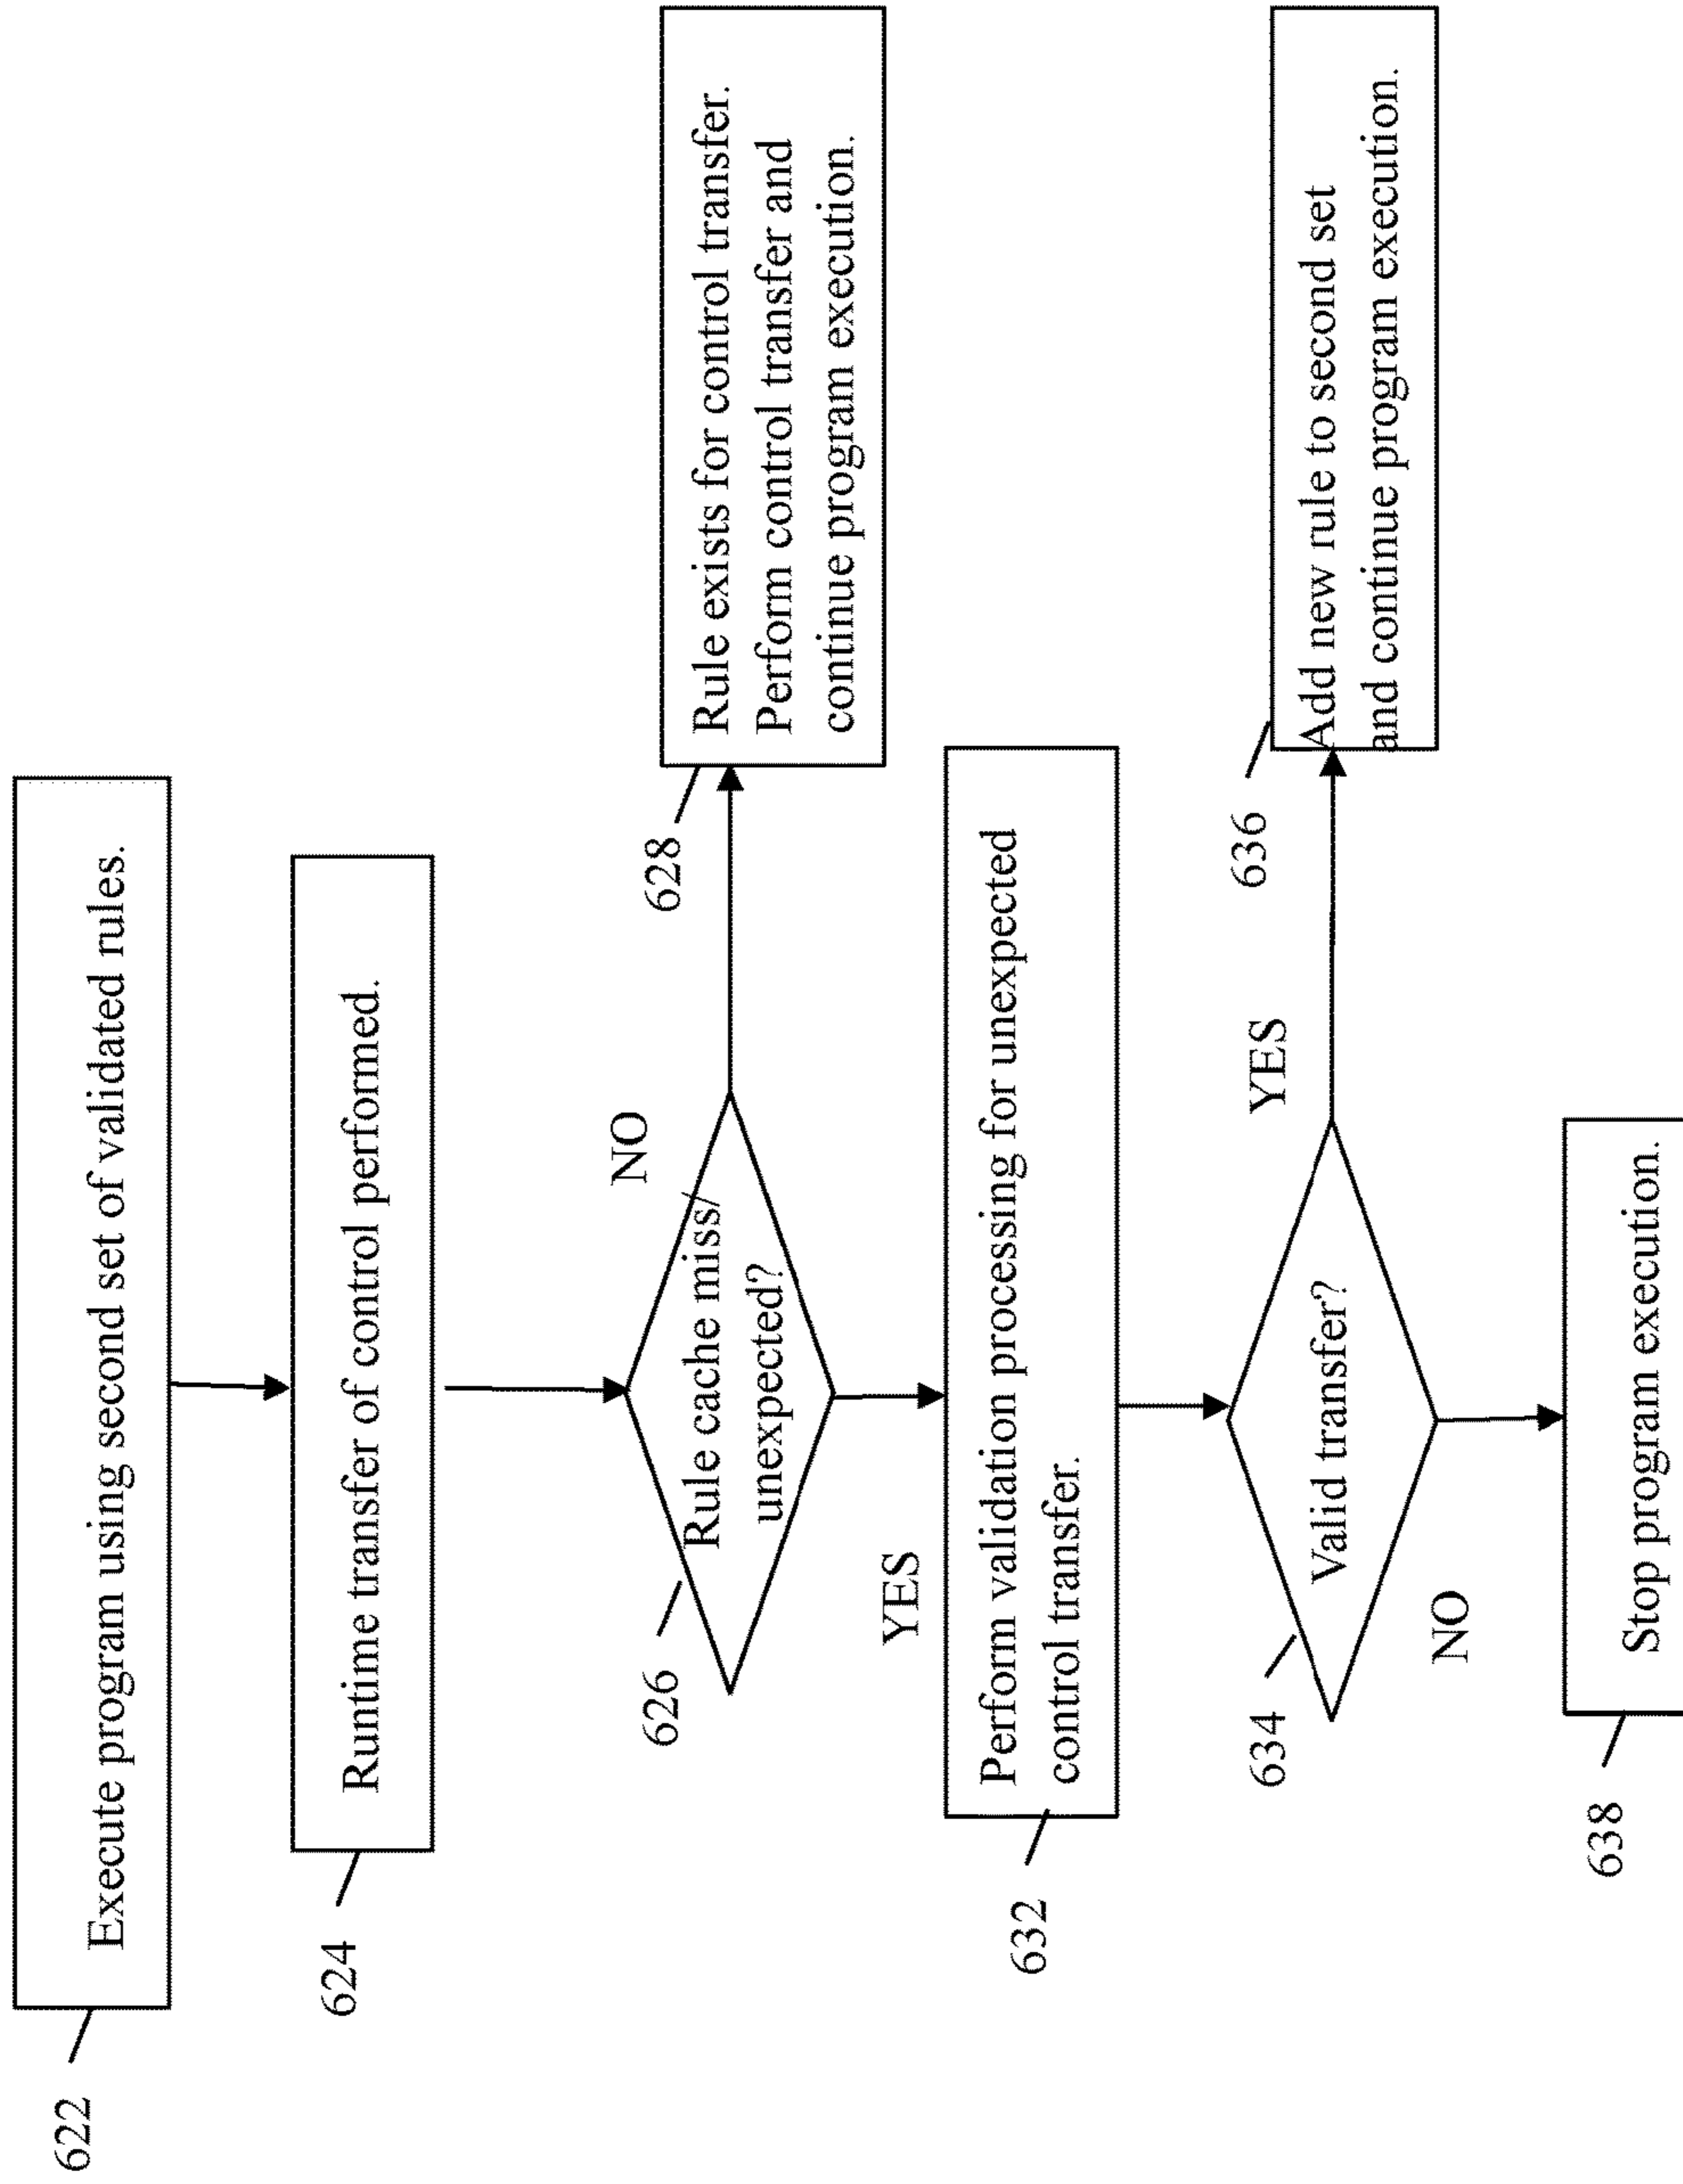 622
Execute program using second set of validated rules.
624
Runtime transfer of control performed.
626
Rule cache miss/
unexpected?
NO
628
Rule exists for control transfer.
Perform control transfer and
continue program execution.
YES
632
Perform validation processing for unexpected
control transfer.
634
Valid transfer?
YES
636
Add new rule to second set
and continue program execution.
NO
638
Stop program execution.